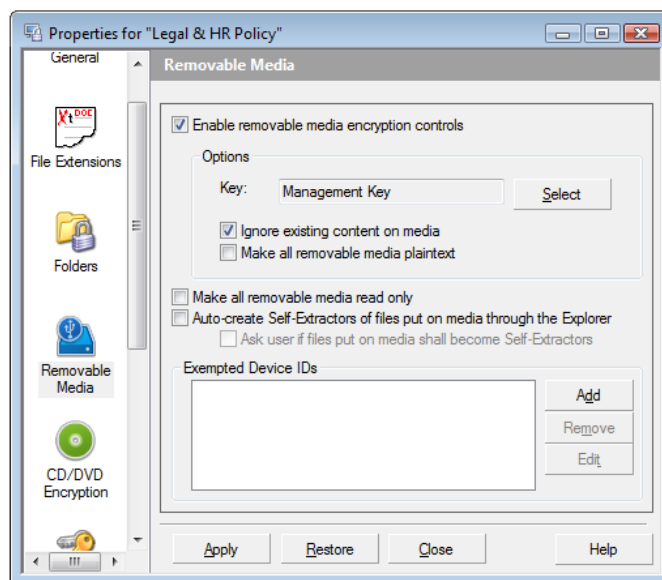 Properties for "Legal & HR Policy"
General
File Extensions
Folders
Removable
Media
CD/DVD
Encryption
Removable Media
Enable removable media encryption controls
Options
Key: Management Key Select
Ignore existing content on media
Make all removable media plaintext
Make all removable media read only
Auto-create Self-Extractors of files put on media through the Explorer
Ask user if files put on media shall become Self-Extractors
Exempted Device IDs
Add
Remove
Edit
Apply Restore Close Help